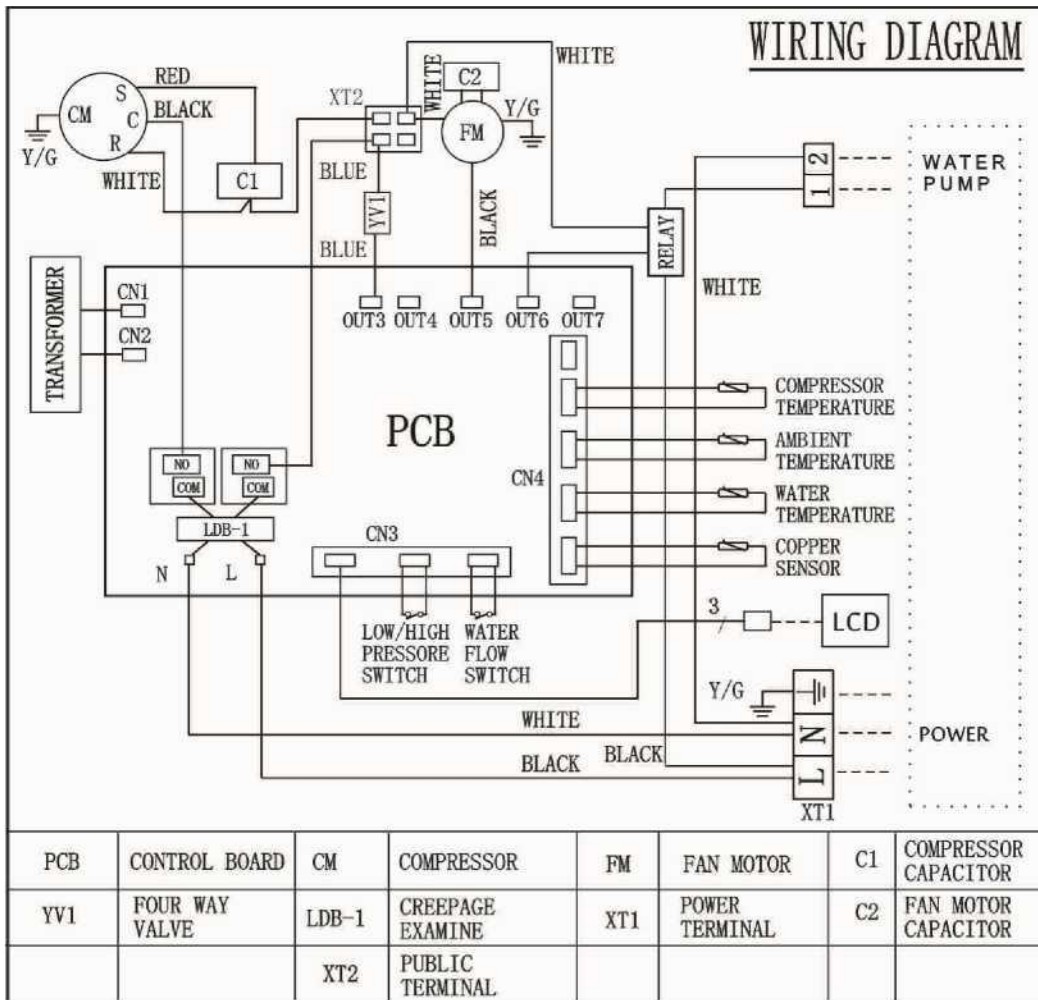 WIRING DIAGRAM
RED
BLACK
WHITE
S
C
R
CM
Y/G
C1
XT2
WHITE
C2
FM
Y/G
WHITE
BLUE
YV1
BLUE
BLACK
RELAY
2
1
WATER
PUMP
WHITE
TRANSFORMER
CN1
CN2
OUT3
OUT4
OUT5
OUT6
OUT7
PCB
CN4
COMPRESSOR
TEMPERATURE
AMBIENT
TEMPERATURE
WATER
TEMPERATURE
COPPER
SENSOR
NO
COM
NO
COM
LDB-1
N
L
CN3
LOW/HIGH
PRESSORE
SWITCH
WATER
FLOW
SWITCH
3
LCD
Y/G
WHITE
BLACK
BLACK
N
L
XT1
POWER
PCB
CONTROL BOARD
CM
COMPRESSOR
FM
FAN MOTOR
C1
COMPRESSOR
CAPACITOR
YV1
FOUR WAY
VALVE
LDB-1
CREEPAGE
EXAMINE
XT1
POWER
TERMINAL
C2
FAN MOTOR
CAPACITOR
XT2
PUBLIC
TERMINAL